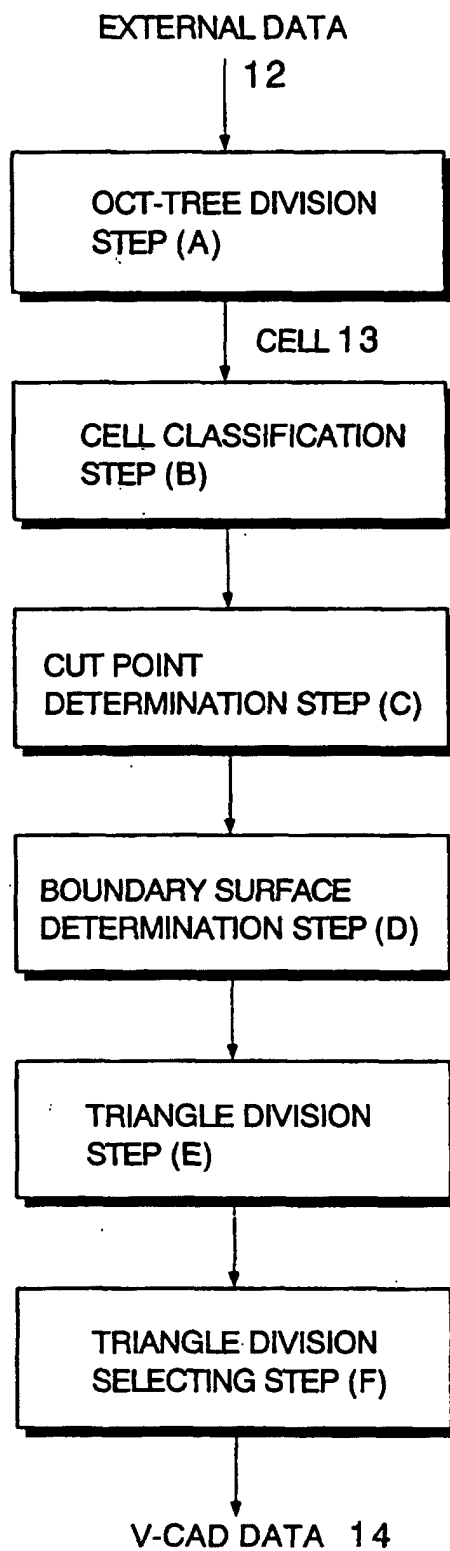 EXTERNAL DATA
12
OCT-TREE DIVISION
STEP (A)
CELL 13
CELL CLASSIFICATION
STEP (B)
CUT POINT
DETERMINATION STEP (C)
BOUNDARY SURFACE
DETERMINATION STEP (D)
TRIANGLE DIVISION
STEP (E)
TRIANGLE DIVISION
SELECTING STEP (F)
V-CAD DATA 14